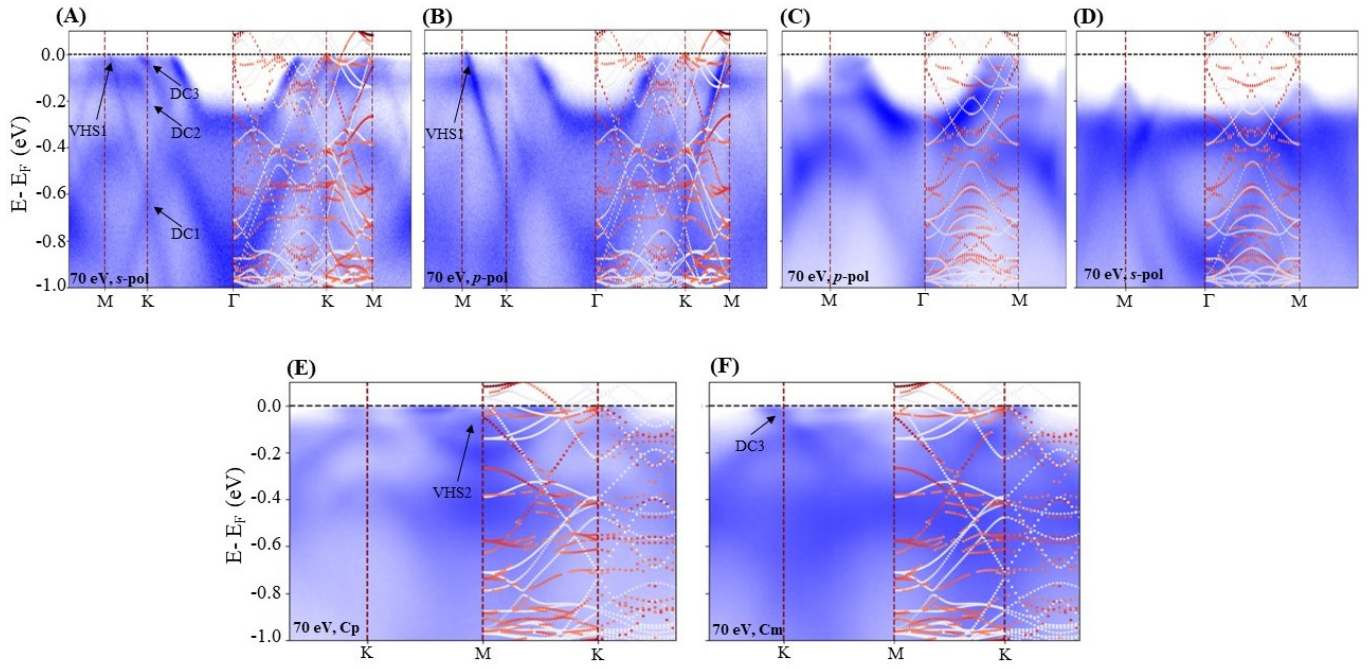 (A) (B) (C) (D)
0.0
-0.2
-0.4
-0.6
-0.8
-1.0
E- E_F (eV)
VHS1
DC3
DC2
DC1
70 eV, s-pol
M K Γ K M
VHS1
70 eV, p-pol
M K Γ K M
70 eV, p-pol
M Γ M
70 eV, s-pol
M Γ M
(E) (F)
0.0
-0.2
-0.4
-0.6
-0.8
-1.0
E- E_F (eV)
VHS2
70 eV, Cp
K M K
DC3
70 eV, Cm
K M K